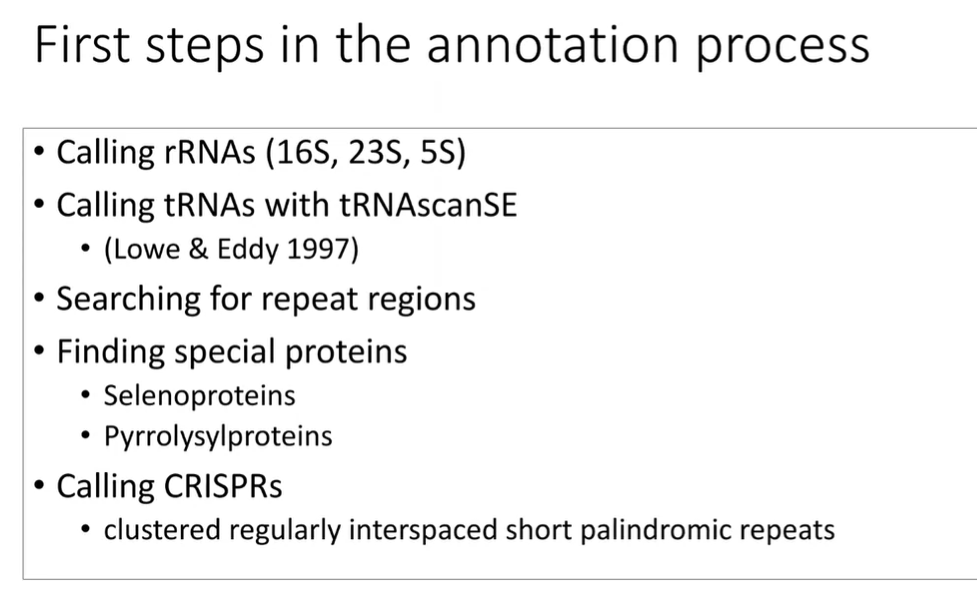 First steps in the annotation process
• Calling rRNAs (16S, 23S, 5S)
• Calling tRNAs with tRNAscanSE
• (Lowe & Eddy 1997)
• Searching for repeat regions
• Finding special proteins
• Selenoproteins
• Pyrrolysylproteins
• Calling CRISPRs
• clustered regularly interspaced short palindromic repeats